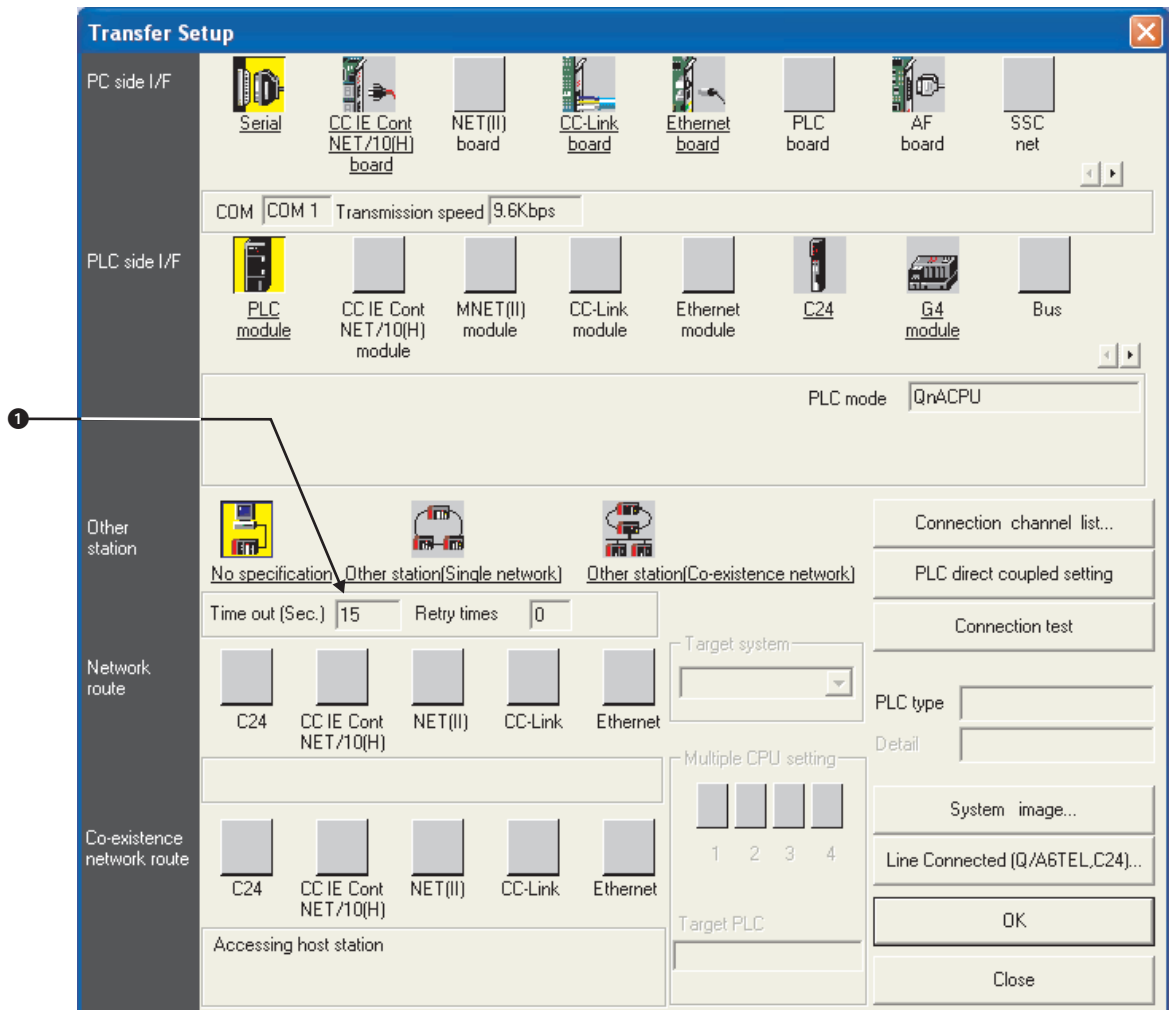 Transfer Setup
PC side I/F
Serial
CC IE Cont
NET/10(H)
board
NET(II)
board
CC-Link
board
Ethernet
board
PLC
board
AF
board
SSC
net
COM COM 1 Transmission speed 9.6Kbps
PLC side I/F
PLC
module
CC IE Cont
NET/10(H)
module
MNET(II)
module
CC-Link
module
Ethernet
module
C24
G4
module
Bus
PLC mode QnACPU
1
Other
station
No specification
Other station(Single network)
Other station(Co-existence network)
Time out (Sec.) 15 Retry times 0
Connection channel list...
PLC direct coupled setting
Connection test
Network
route
C24
CC IE Cont
NET/10(H)
NET(II)
CC-Link
Ethernet
Target system
PLC type
Detail
Multiple CPU setting
1 2 3 4
System image...
Line Connected (Q/A6TEL,C24)...
Co-existence
network route
C24
CC IE Cont
NET/10(H)
NET(II)
CC-Link
Ethernet
Accessing host station
Target PLC
OK
Close